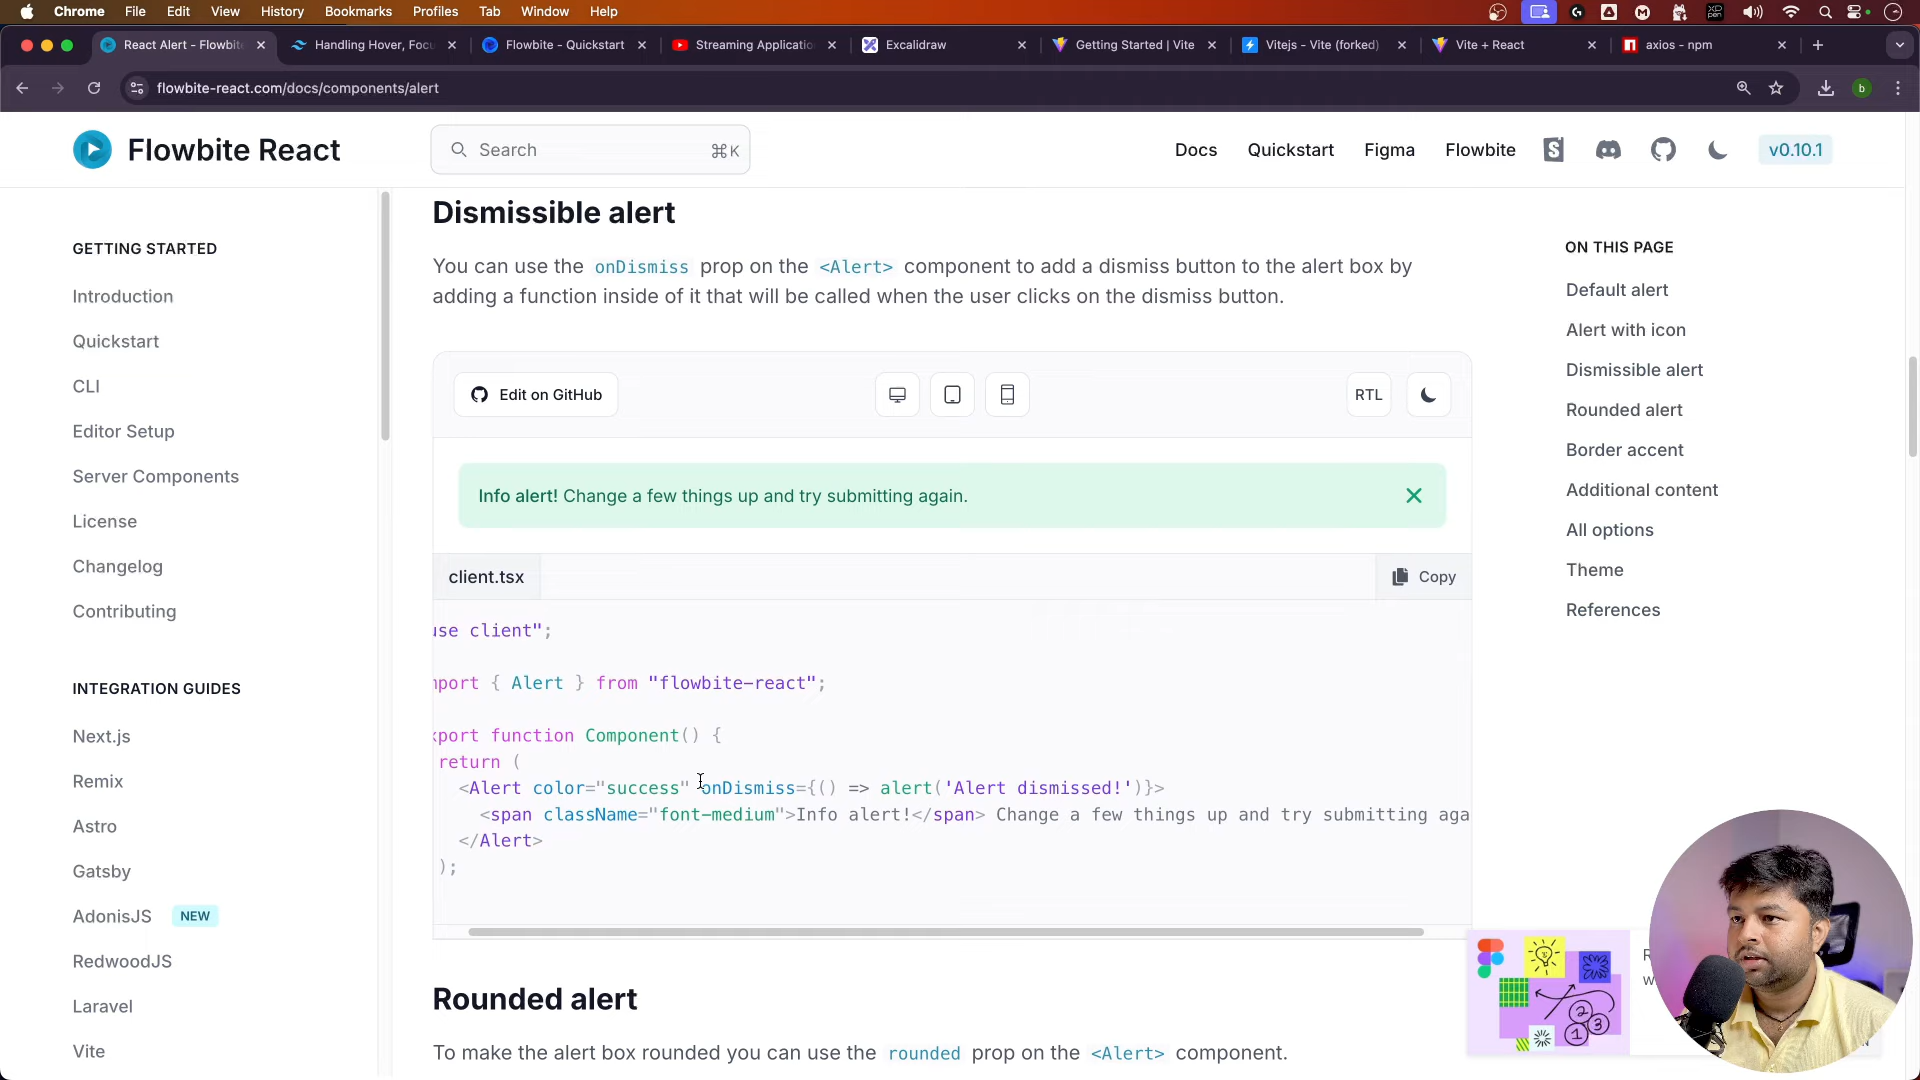 Chrome File Edit View History Bookmarks Profiles Tab Window Help
React Alert - Flowbite
Handling Hover, Focu
Flowbite - Quickstart
Streaming Applicatio
Excalidraw
Getting Started | Vite
Vitejs - Vite (forked)
Vite + React
axios - npm
flowbite-react.com/docs/components/alert
b
Flowbite React
Search
⌘K
Docs
Quickstart
Figma
Flowbite
v0.10.1
GETTING STARTED
Introduction
Quickstart
CLI
Editor Setup
Server Components
License
Changelog
Contributing
INTEGRATION GUIDES
Next.js
Remix
Astro
Gatsby
AdonisJS NEW
RedwoodJS
Laravel
Vite
Dismissible alert
You can use the onDismiss prop on the <Alert> component to add a dismiss button to the alert box by
adding a function inside of it that will be called when the user clicks on the dismiss button.
Edit on GitHub
RTL
Info alert! Change a few things up and try submitting again.
client.tsx
Copy
use client";
mport { Alert } from "flowbite-react";
xport function Component() {
return (
<Alert color="success" onDismiss={() => alert('Alert dismissed!')}>
<span className="font-medium">Info alert!</span> Change a few things up and try submitting aga
</Alert>
);
Rounded alert
To make the alert box rounded you can use the rounded prop on the <Alert> component.
ON THIS PAGE
Default alert
Alert with icon
Dismissible alert
Rounded alert
Border accent
Additional content
All options
Theme
References